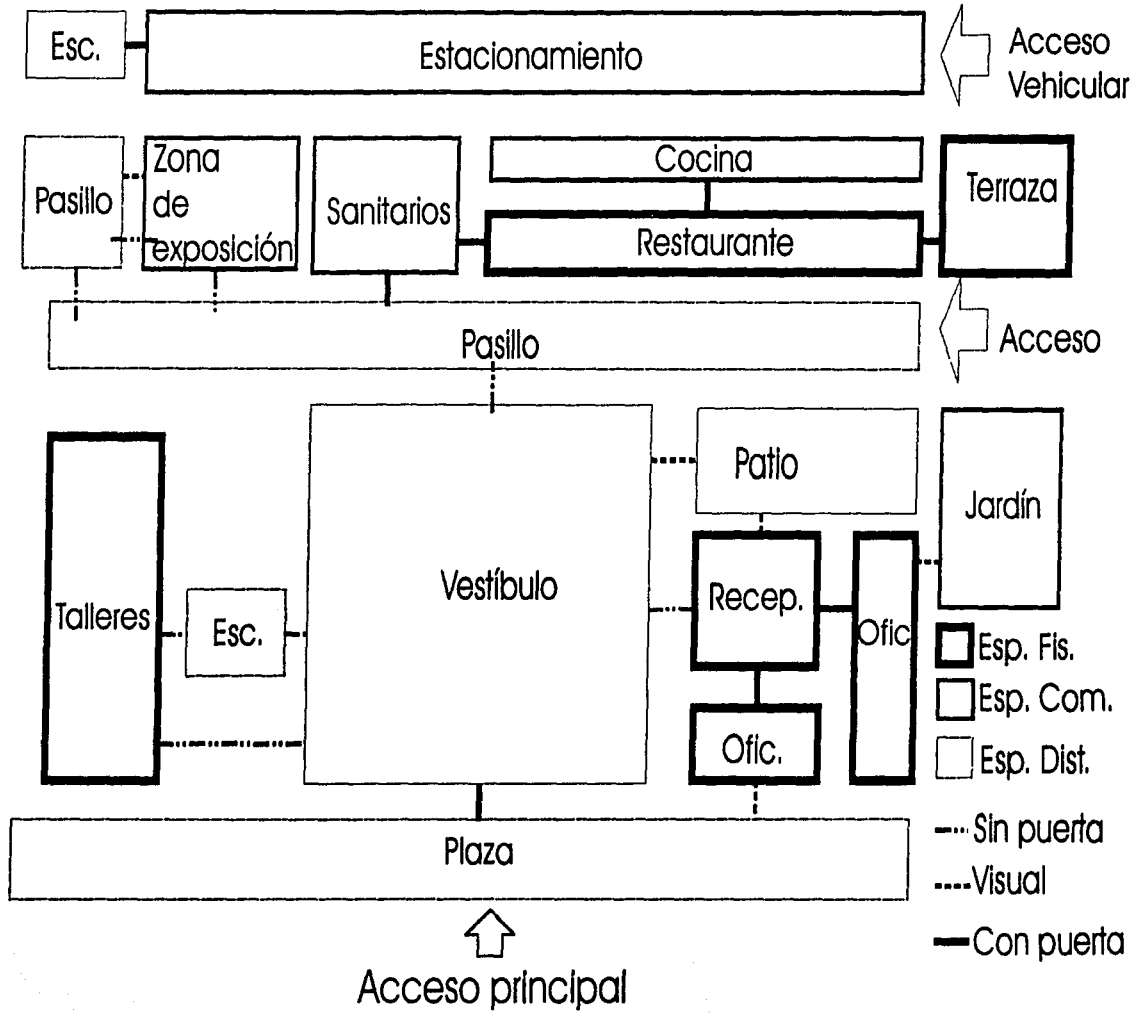 Esc.
Estacionamiento
Acceso
Vehicular
Pasillo
Zona
de
exposición
Sanitarios
Cocina
Restaurante
Terraza
Pasillo
Acceso
Talleres
Esc.
Vestíbulo
Patio
Recep.
Ofic.
Ofic
Jardín
Esp. Fis.
Esp. Com.
Esp. Dist.
Sin puerta
Visual
Con puerta
Plaza
Acceso principal